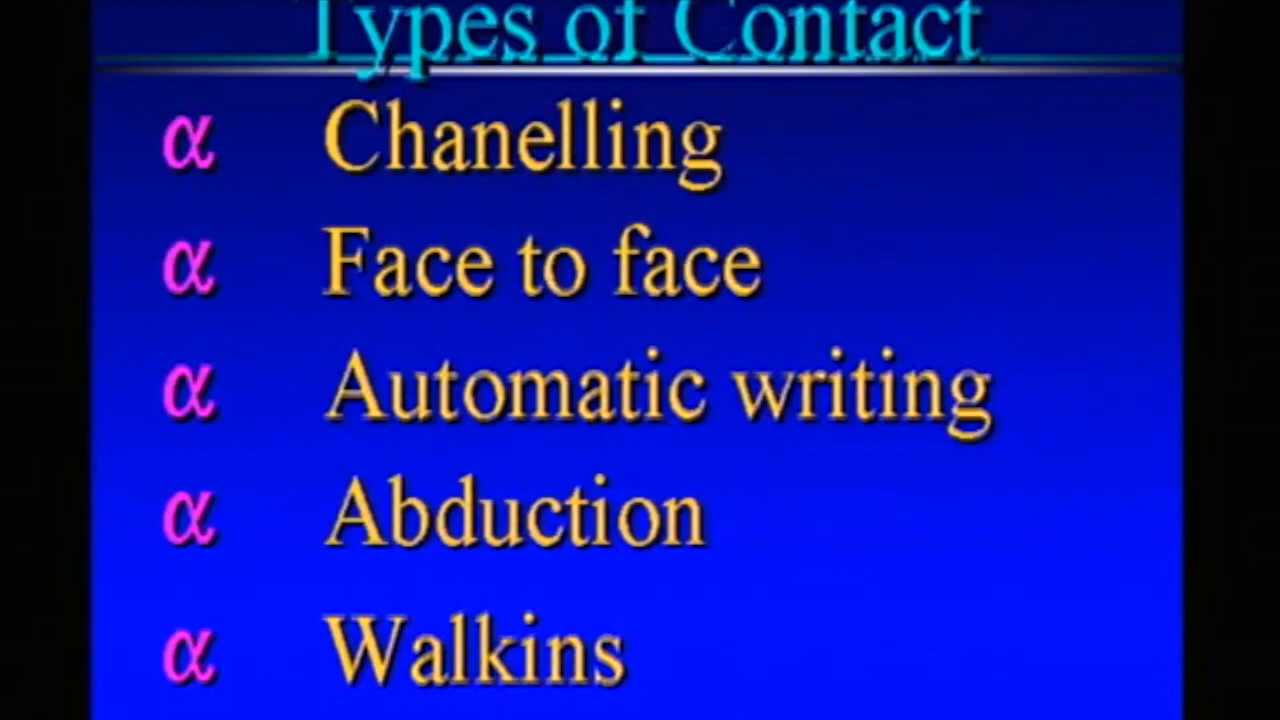 Types of Contact
α Chanelling
α Face to face
α Automatic writing
α Abduction
α Walkins